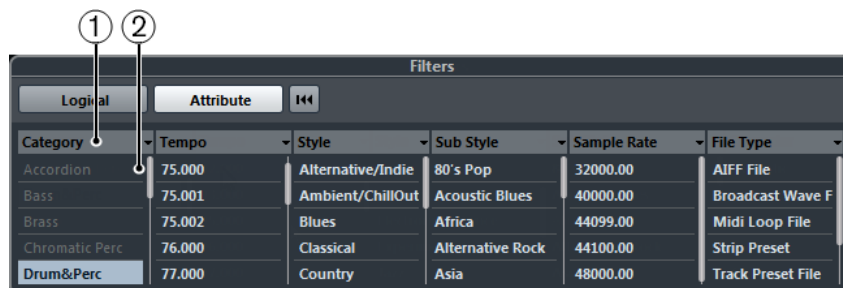 1 2
Filters
Logical Attribute
Category Tempo Style Sub Style Sample Rate File Type
Accordion 75.000 Alternative/Indie 80's Pop 32000.00 AIFF File
Bass 75.001 Ambient/ChillOut Acoustic Blues 40000.00 Broadcast Wave F
Brass 75.002 Blues Africa 44099.00 Midi Loop File
Chromatic Perc 76.000 Classical Alternative Rock 44100.00 Strip Preset
Drum&Perc 77.000 Country Asia 48000.00 Track Preset File